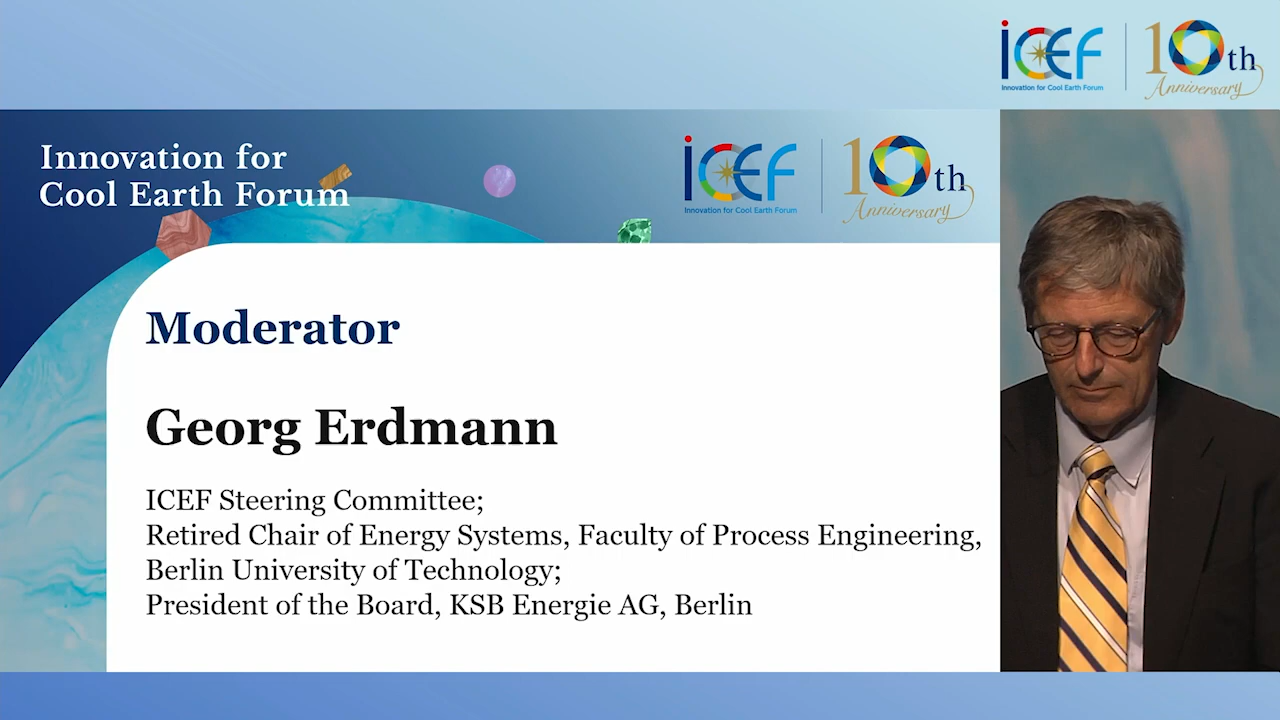 ICEF
Innovation for Cool Earth Forum
10th
Anniversary
Innovation for
Cool Earth Forum
ICEF
Innovation for Cool Earth Forum
10th
Anniversary
Moderator
Georg Erdmann
ICEF Steering Committee;
Retired Chair of Energy Systems, Faculty of Process Engineering,
Berlin University of Technology;
President of the Board, KSB Energie AG, Berlin